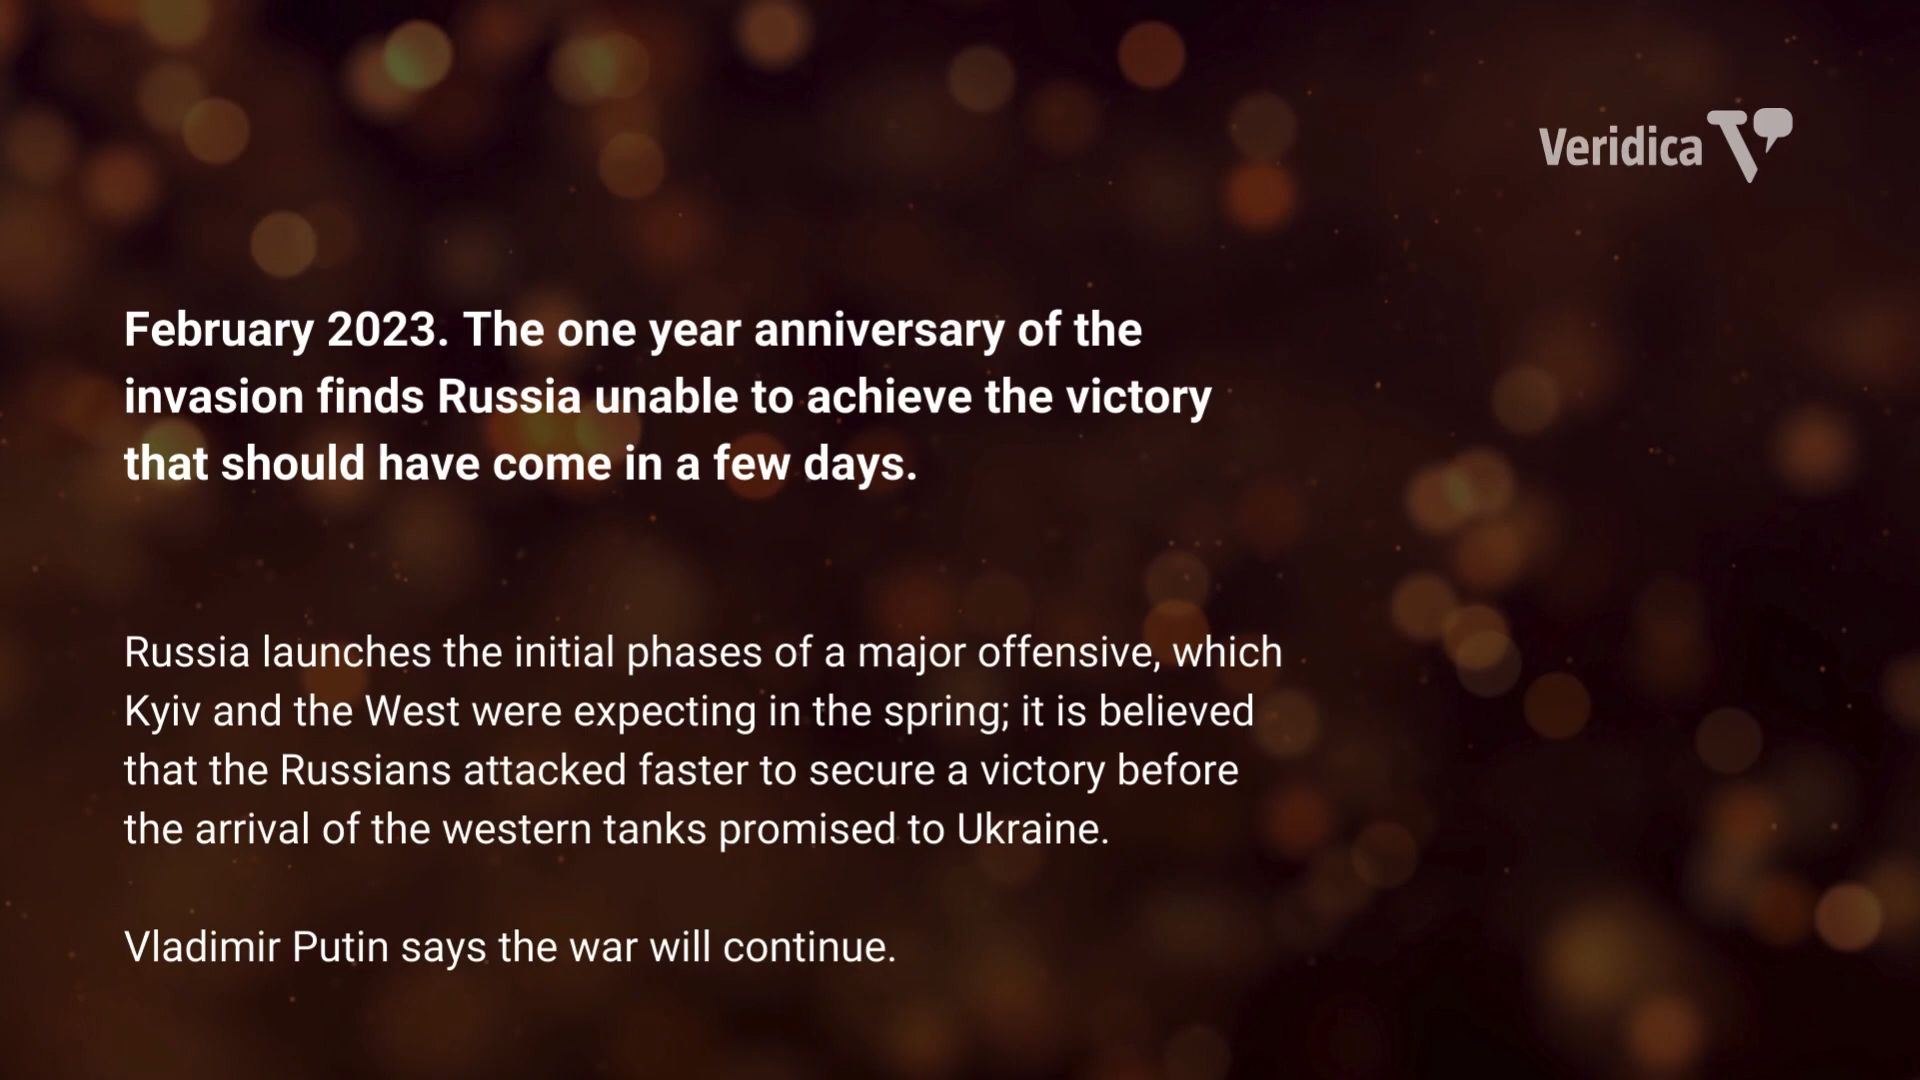 Veridica
February 2023. The one year anniversary of the
invasion finds Russia unable to achieve the victory
that should have come in a few days.
Russia launches the initial phases of a major offensive, which
Kyiv and the West were expecting in the spring; it is believed
that the Russians attacked faster to secure a victory before
the arrival of the western tanks promised to Ukraine.
Vladimir Putin says the war will continue.